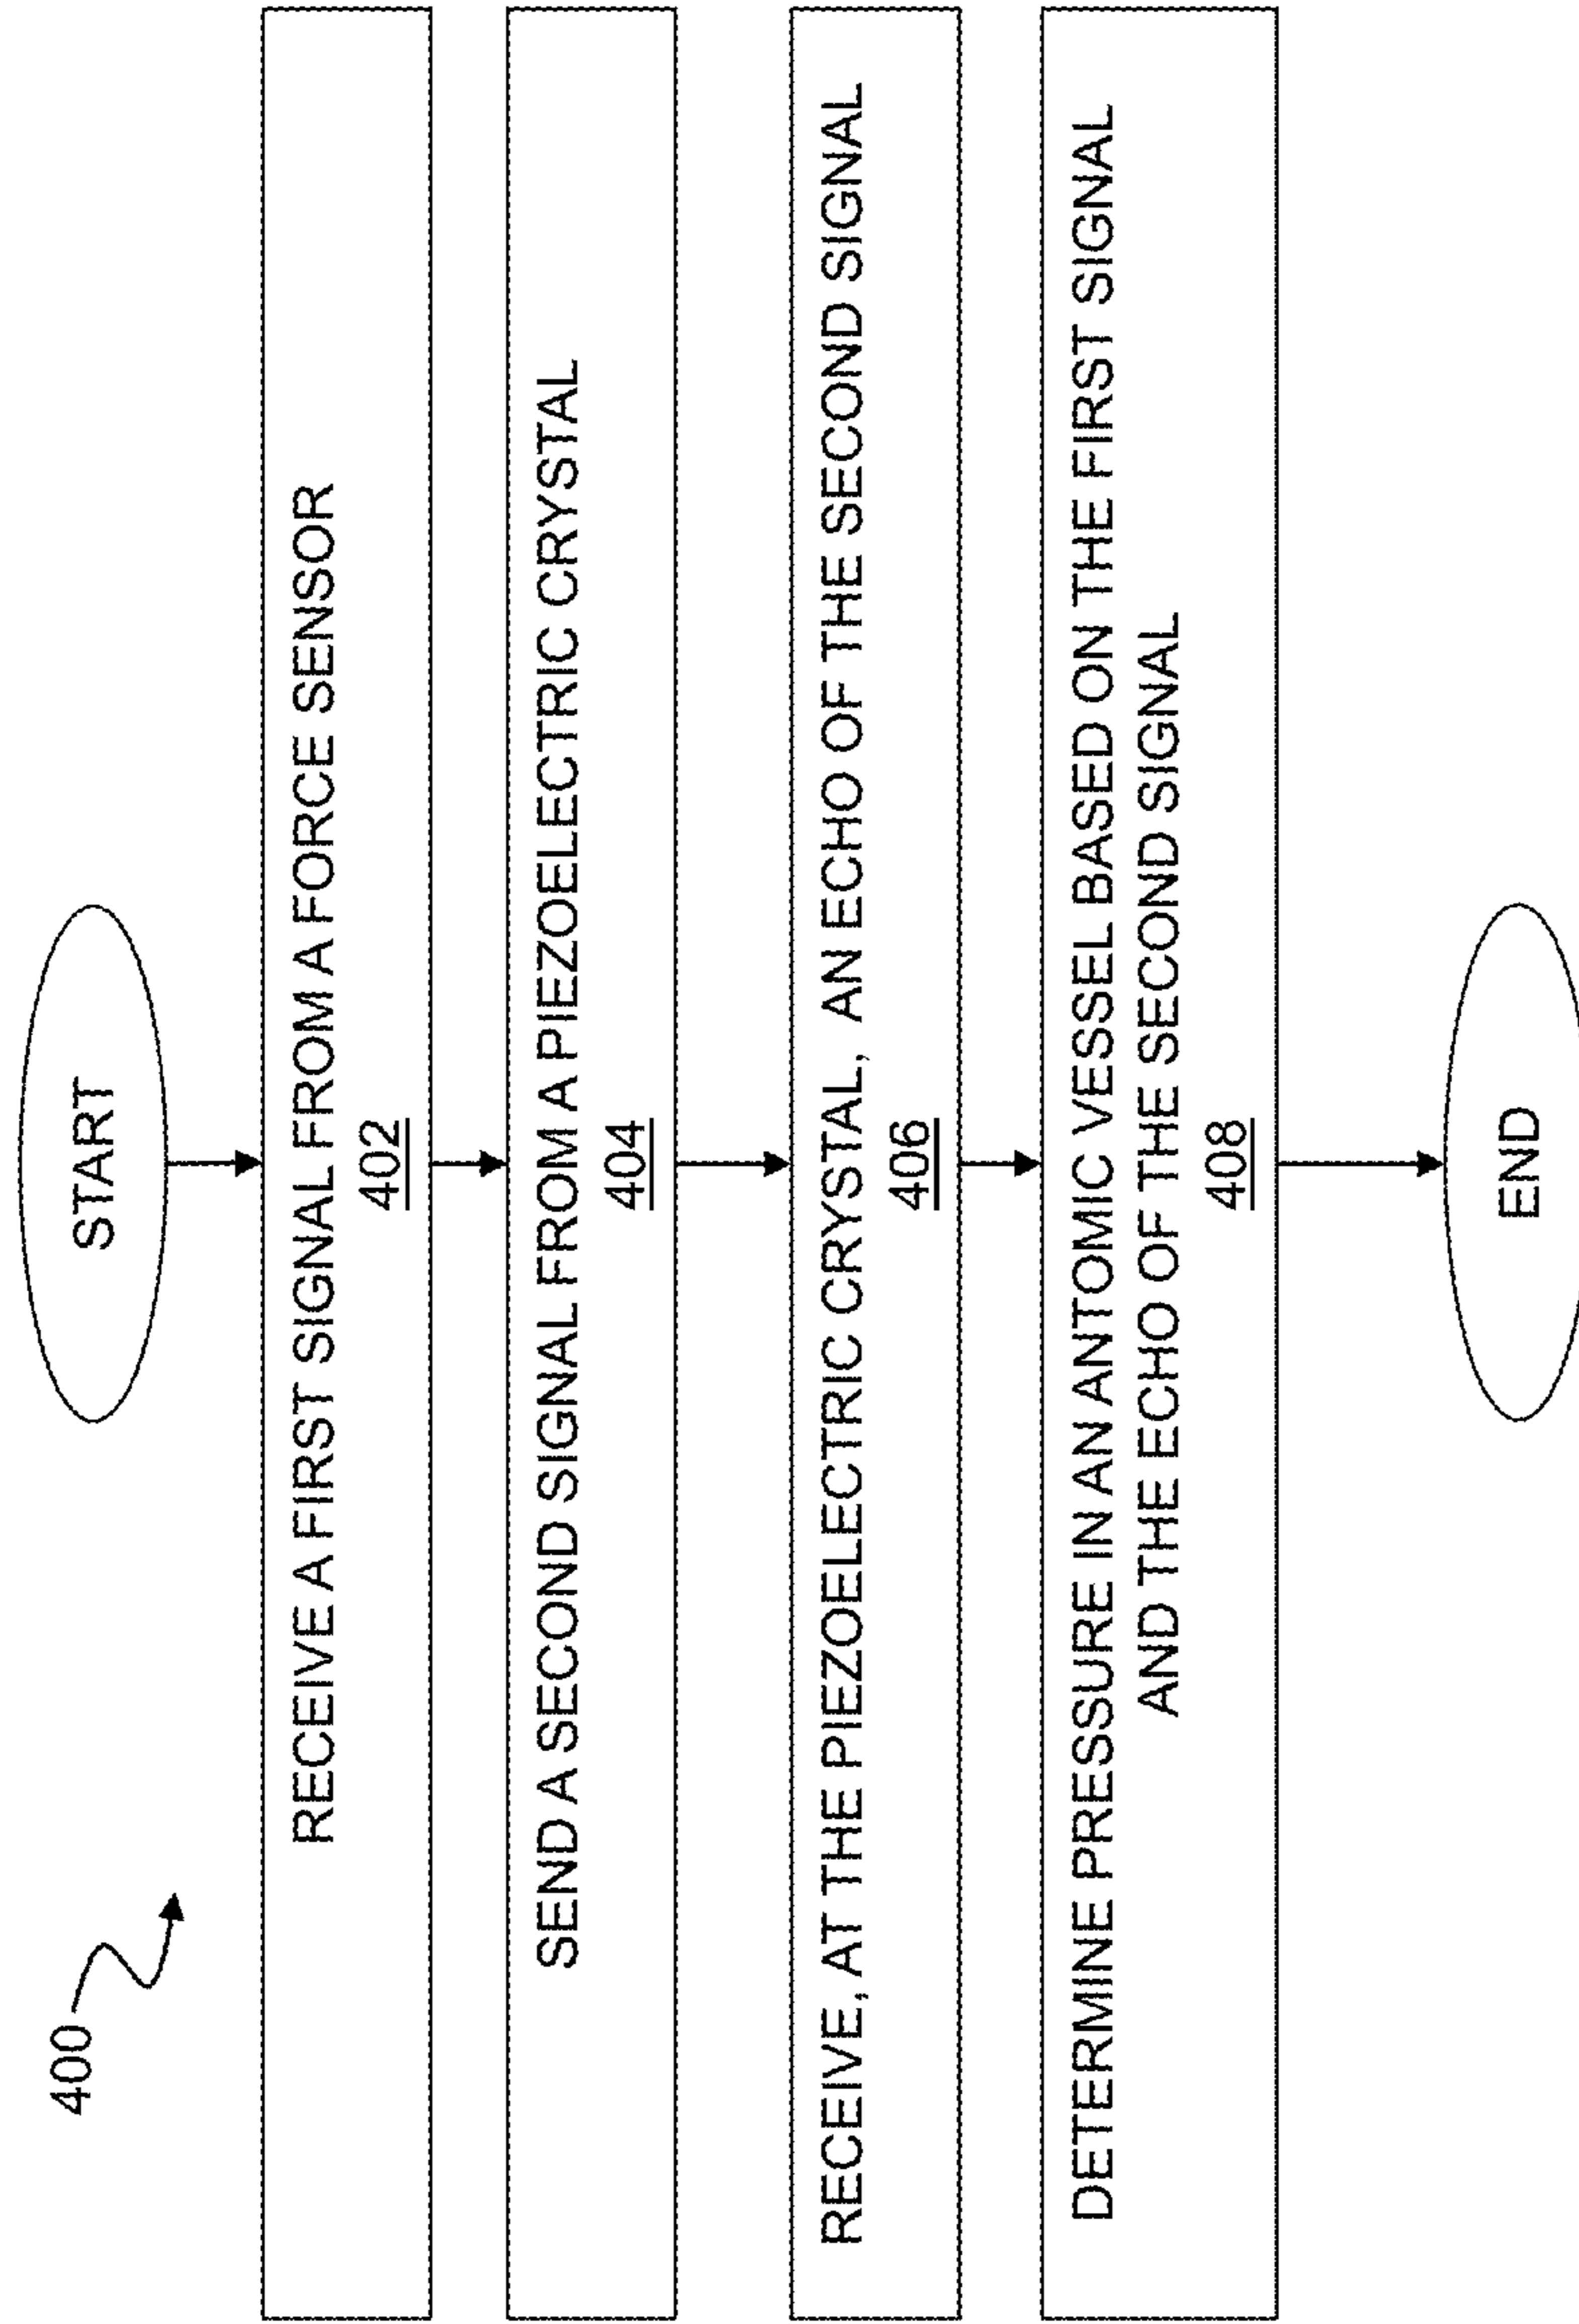 400
START
RECEIVE A FIRST SIGNAL FROM A FORCE SENSOR
402
SEND A SECOND SIGNAL FROM A PIEZOELECTRIC CRYSTAL
404
RECEIVE, AT THE PIEZOELECTRIC CRYSTAL, AN ECHO OF THE SECOND SIGNAL
406
DETERMINE PRESSURE IN AN ANTOMIC VESSEL BASED ON THE FIRST SIGNAL
AND THE ECHO OF THE SECOND SIGNAL
408
END